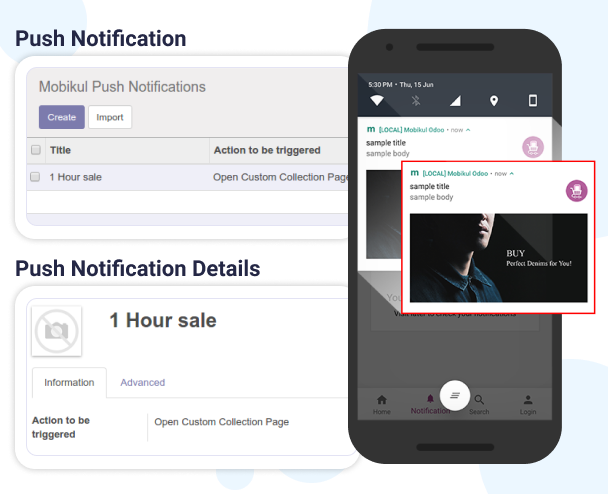 Push Notification
Mobikul Push Notifications
Create
Import
Title
Action to be triggered
1 Hour sale
Open Custom Collection Page
Push Notification Details
1 Hour sale
Information
Advanced
Action to be
triggered
Open Custom Collection Page
5:30 PM • Thu, 15 Jun
m [LOCAL] Mobikul Odoo • now
sample title
sample body
m [LOCAL] Mobikul Odoo • now
sample title
sample body
BUY
Perfect Denims for You!
You
Visit later to check your notifications
Home
Notification
Search
Login